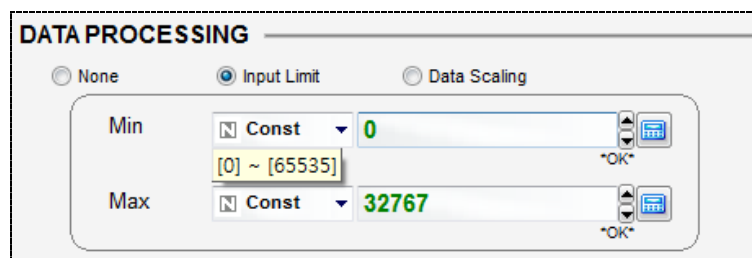 DATA PROCESSING
None Input Limit Data Scaling
Min N Const 0
*OK*
[0] ~ [65535]
Max N Const 32767
*OK*